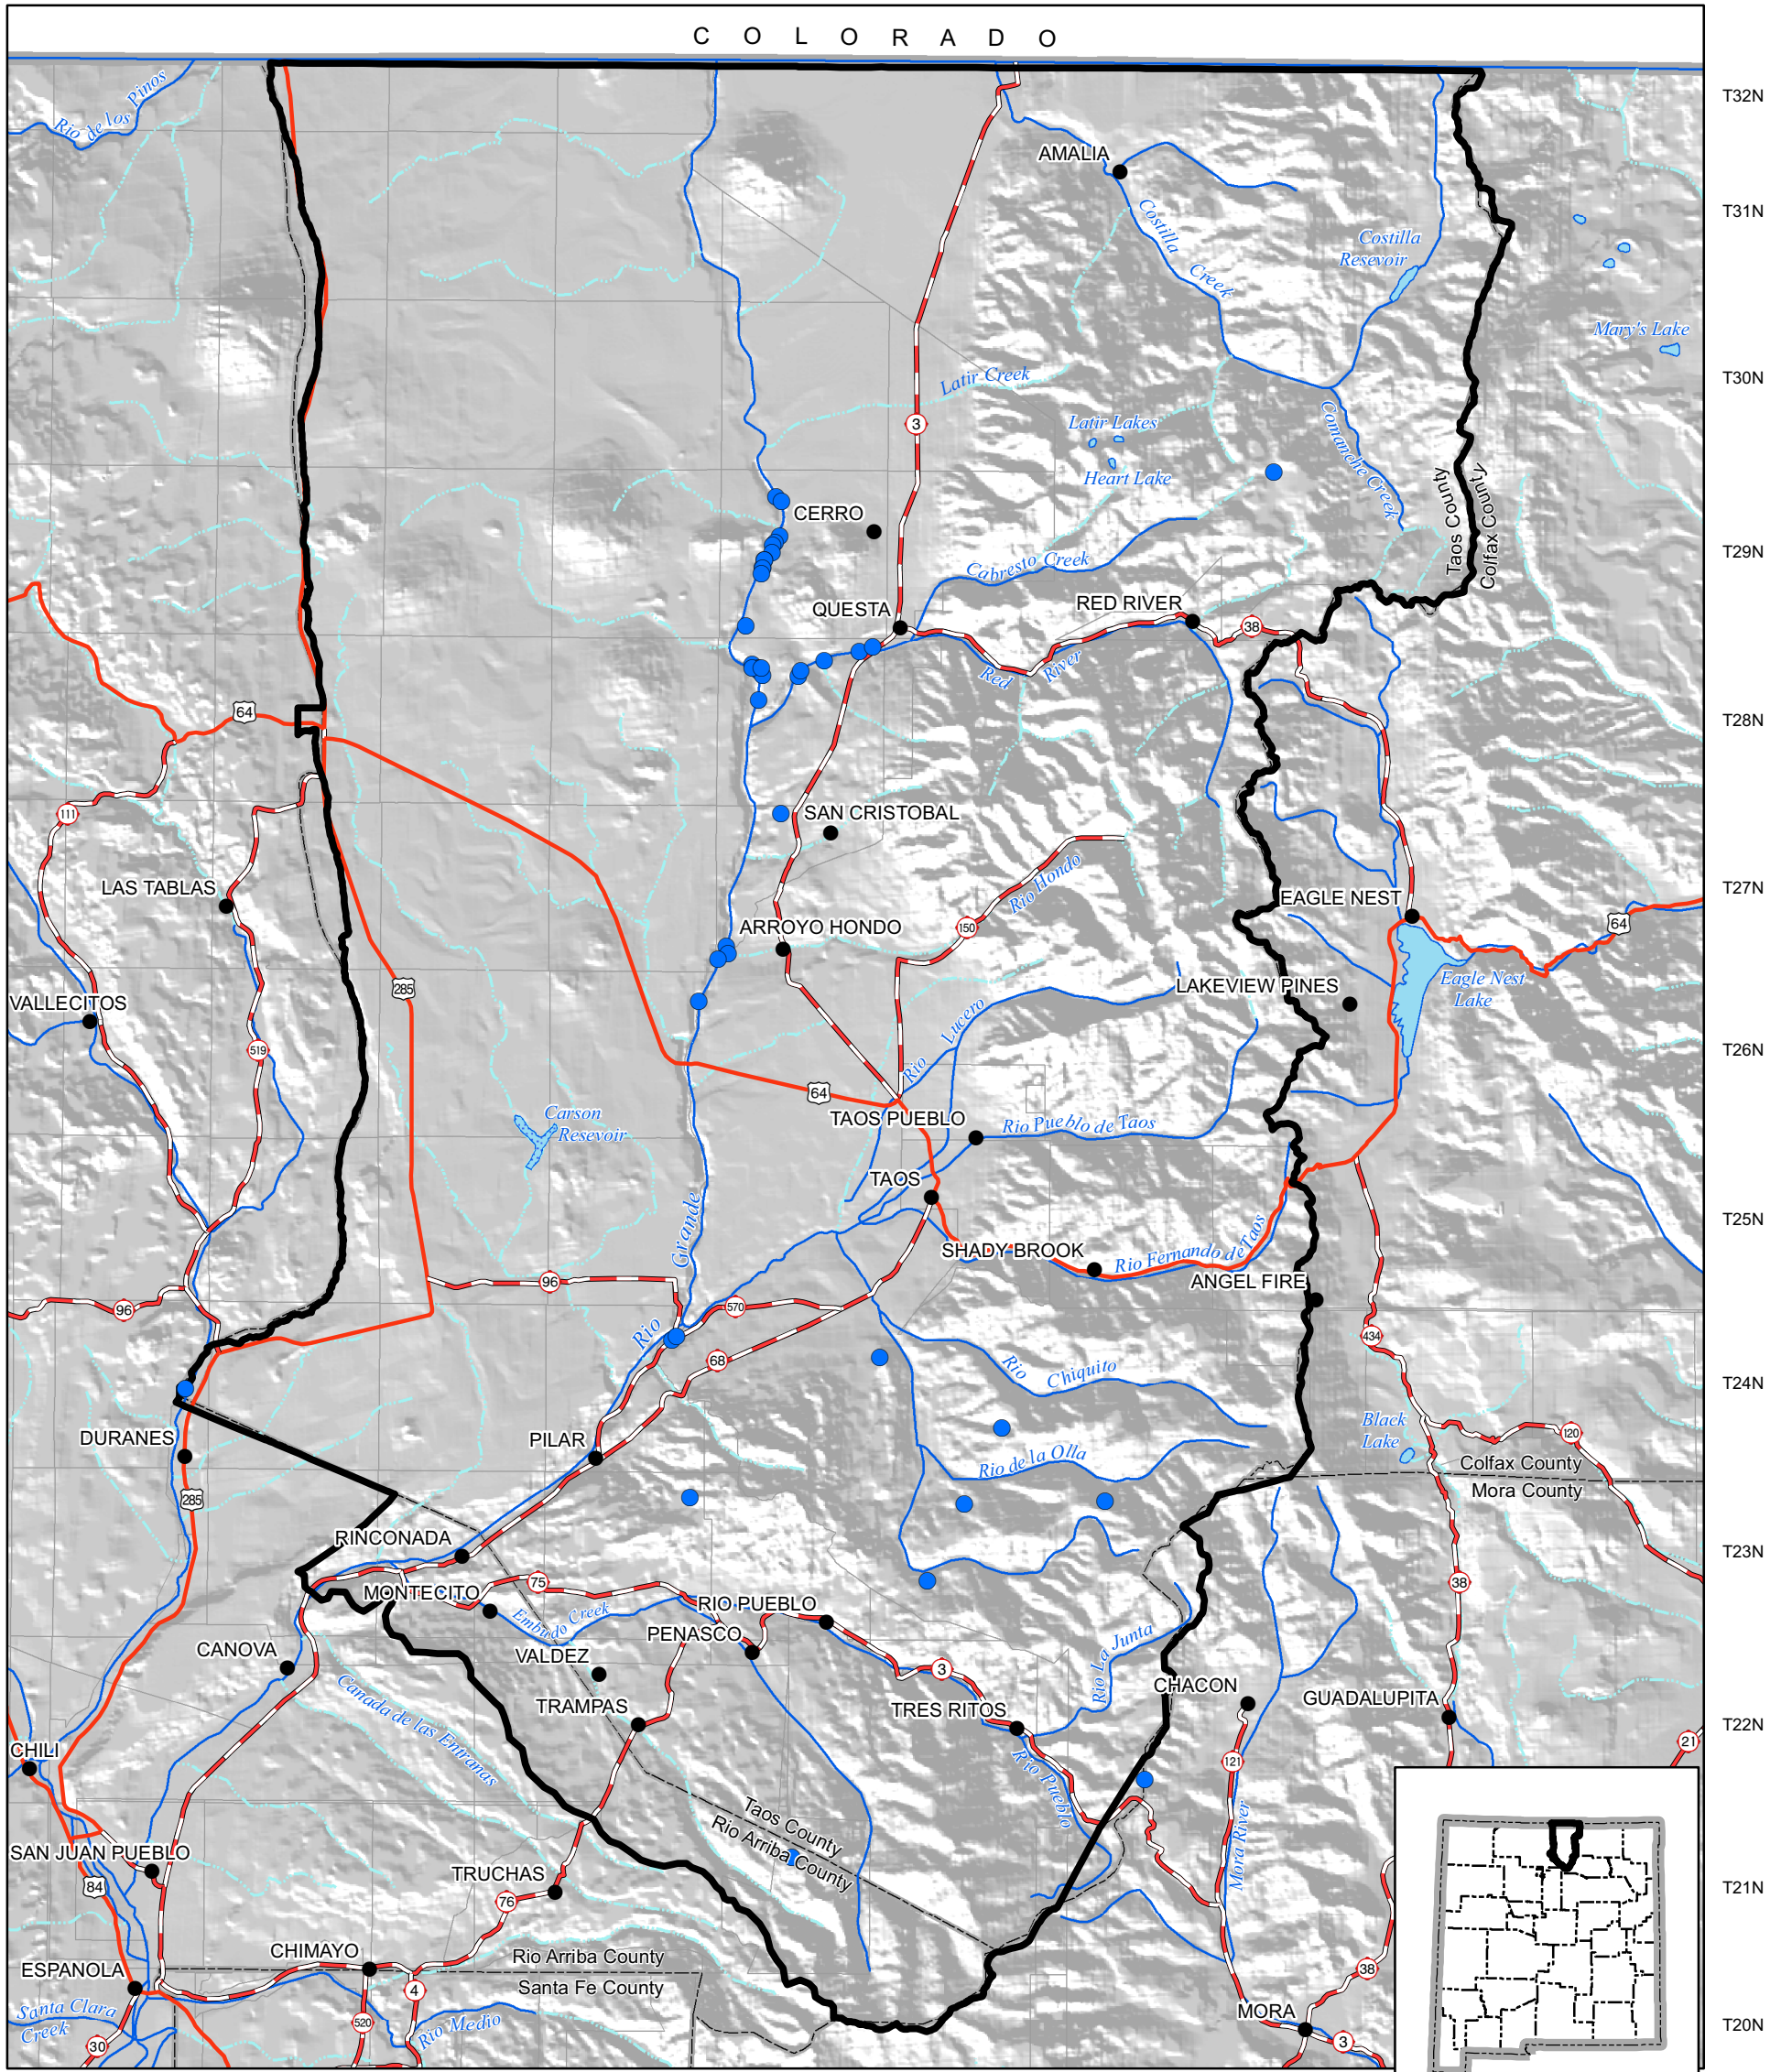 COLORADO
T32N
Rio de los Pinos
AMALIA
T31N
Costilla Creek
Costilla
Resevoir
Mary's Lake
T30N
Latir Creek
3
Latir Lakes
Comanche Creek
Heart Lake
Taos County
Colfax County
CERRO
T29N
Cabresto Creek
QUESTA
RED RIVER
38
Red River
64
T28N
111
SAN CRISTOBAL
Rio Hondo
LAS TABLAS
T27N
EAGLE NEST
64
ARROYO HONDO
150
285
LAKEVIEW PINES
Eagle Nest
Lake
VALLECITOS
Rio Lucero
519
T26N
64
Carson
Resevoir
TAOS PUEBLO
Rio Pueblo de Taos
TAOS
T25N
Rio Grande
SHADY BROOK
Rio Fernando de Taos
96
ANGEL FIRE
96
570
434
68
Rio Chiquito
T24N
Black
Lake
120
DURANES
PILAR
Rio de la Olla
Colfax County
Mora County
285
RINCONADA
T23N
75
38
MONTECITO
Embudo Creek
RIO PUEBLO
PENASCO
CANOVA
VALDEZ
3
Rio La Junta
Canada de las Entranas
TRAMPAS
TRES RITOS
CHACON
GUADALUPITA
T22N
CHILI
21
121
Rio Pueblo
Taos County
Rio Arriba County
Mora River
SAN JUAN PUEBLO
TRUCHAS
84
76
T21N
CHIMAYO
Rio Arriba County
Santa Fe County
ESPANOLA
38
4
Santa Clara
Creek
520
Rio Medio
MORA
T20N
30
3